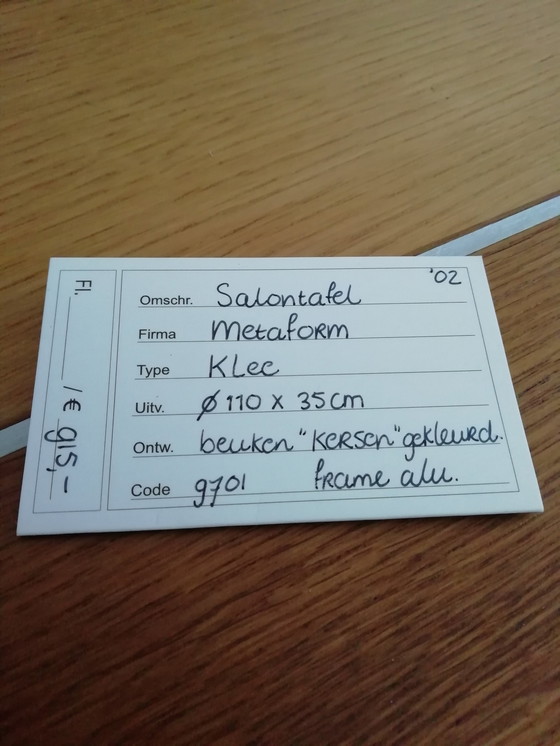 '02
Omschr. Salontafel
Firma Metaform
Type Klec
Uitv. Ø 110 x 35 cm
Ontw. beuken "Kersen" gekleurd.
Code 9701 frame alu.
Fl. / € 915,-